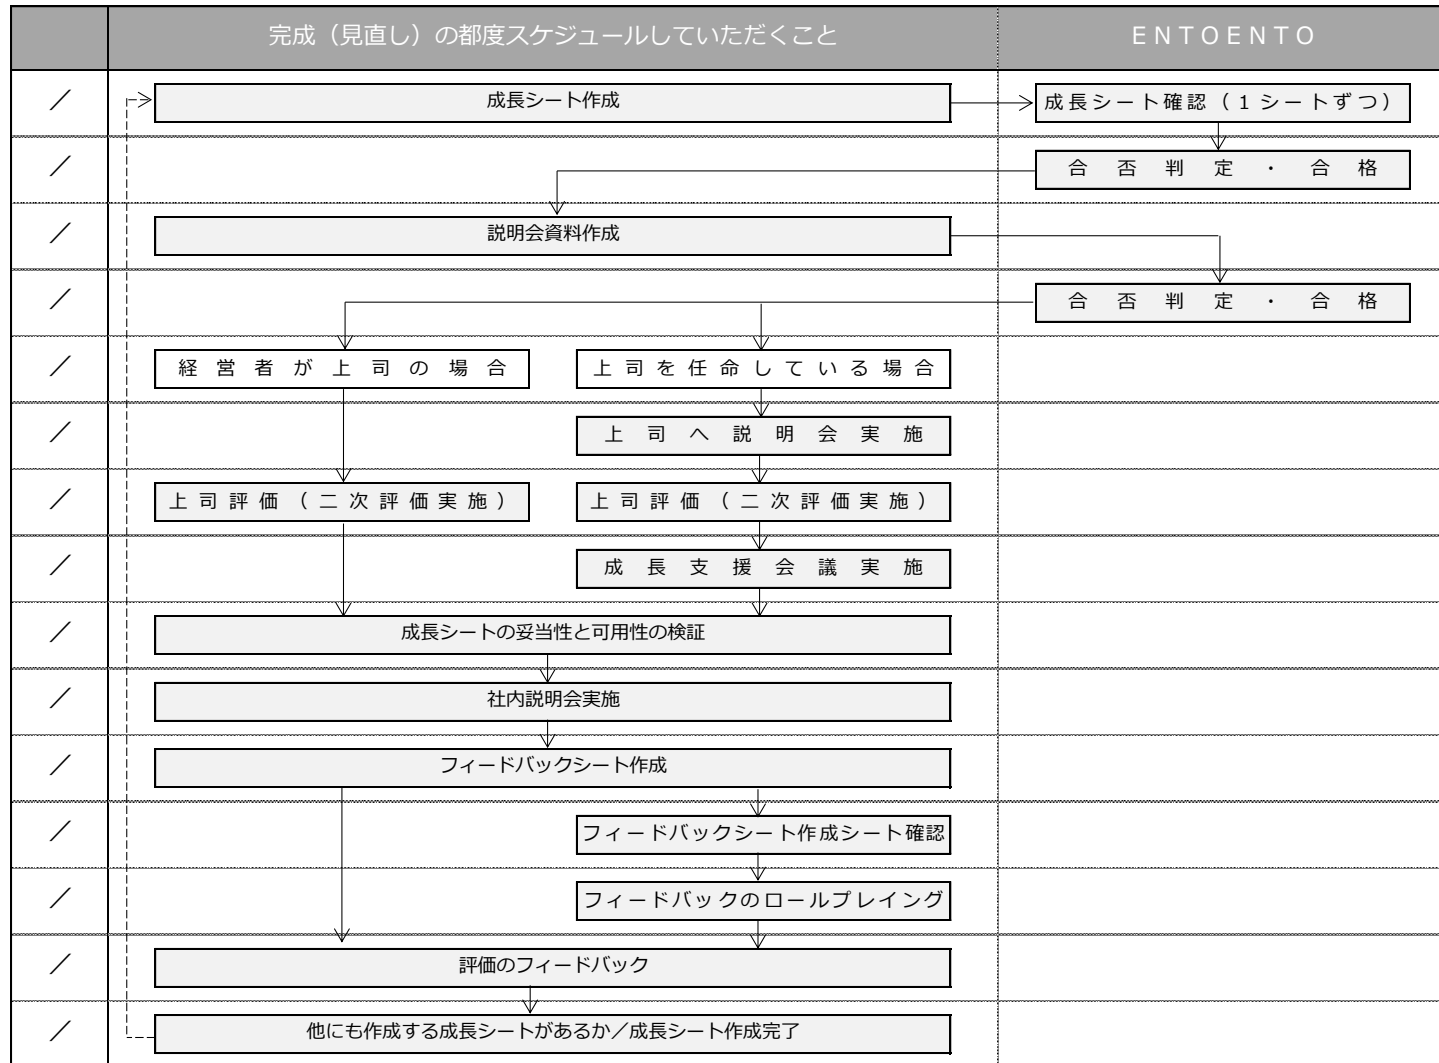 完成（見直し）の都度スケジュールしていただくこと ENTOENTO
／ 成長シート作成 成長シート確認（1シートずつ）
／ 合否判定・合格
／ 説明会資料作成
／ 合否判定・合格
／ 経営者が上司の場合 上司を任命している場合
／ 上司へ説明会実施
／ 上司評価（二次評価実施） 上司評価（二次評価実施）
／ 成長支援会議実施
／ 成長シートの妥当性と可用性の検証
／ 社内説明会実施
／ フィードバックシート作成
／ フィードバックシート作成シート確認
／ フィードバックのロールプレイング
／ 評価のフィードバック
／ 他にも作成する成長シートがあるか／成長シート作成完了